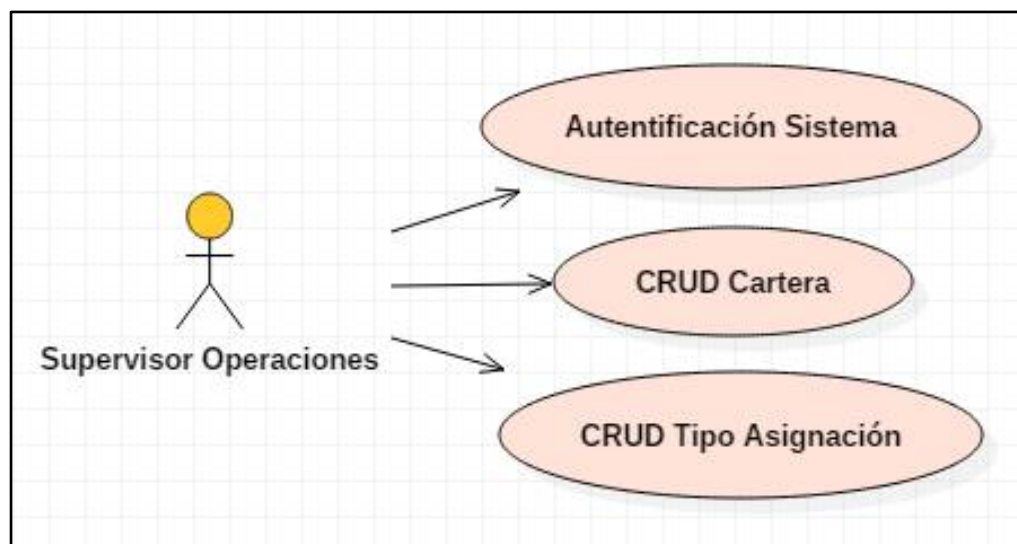 Autentificación Sistema
CRUD Cartera
Supervisor Operaciones
CRUD Tipo Asignación